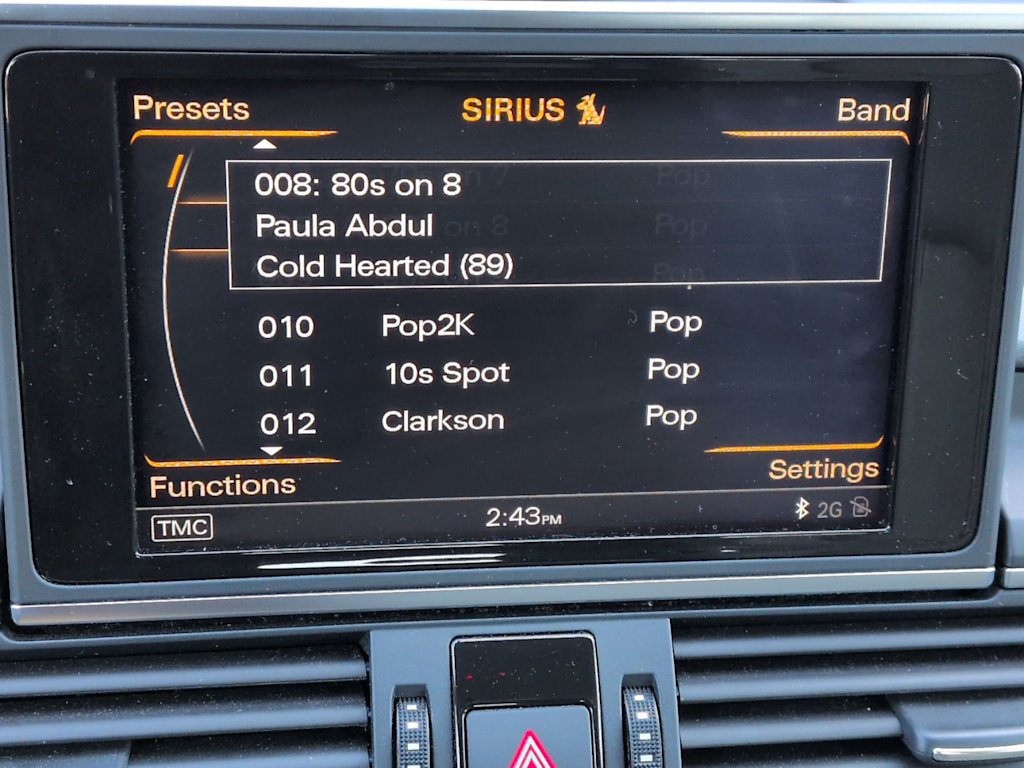 Presets
SIRIUS
Band
008: 80s on 8
Paula Abdul
Cold Hearted (89)
010 Pop2K Pop
011 10s Spot Pop
012 Clarkson Pop
Functions
Settings
TMC
2:43PM
2G